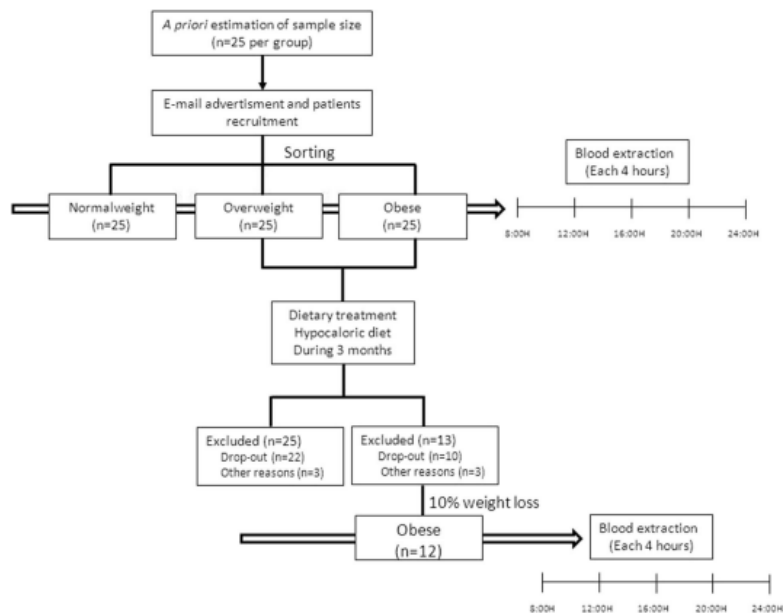 A priori estimation of sample size
(n=25 per group)
E-mail advertisment and patients
recruitment
Sorting
Blood extraction
(Each 4 hours)
Normalweight
(n=25)
Overweight
(n=25)
Obese
(n=25)
8:00H 12:00H 16:00H 20:00H 24:00H
Dietary treatment
Hypocaloric diet
During 3 months
Excluded (n=25)
Drop-out (n=22)
Other reasons (n=3)
Excluded (n=13)
Drop-out (n=10)
Other reasons (n=3)
10% weight loss
Obese
(n=12)
Blood extraction
(Each 4 hours)
8:00H 12:00H 16:00H 20:00H 24:00H